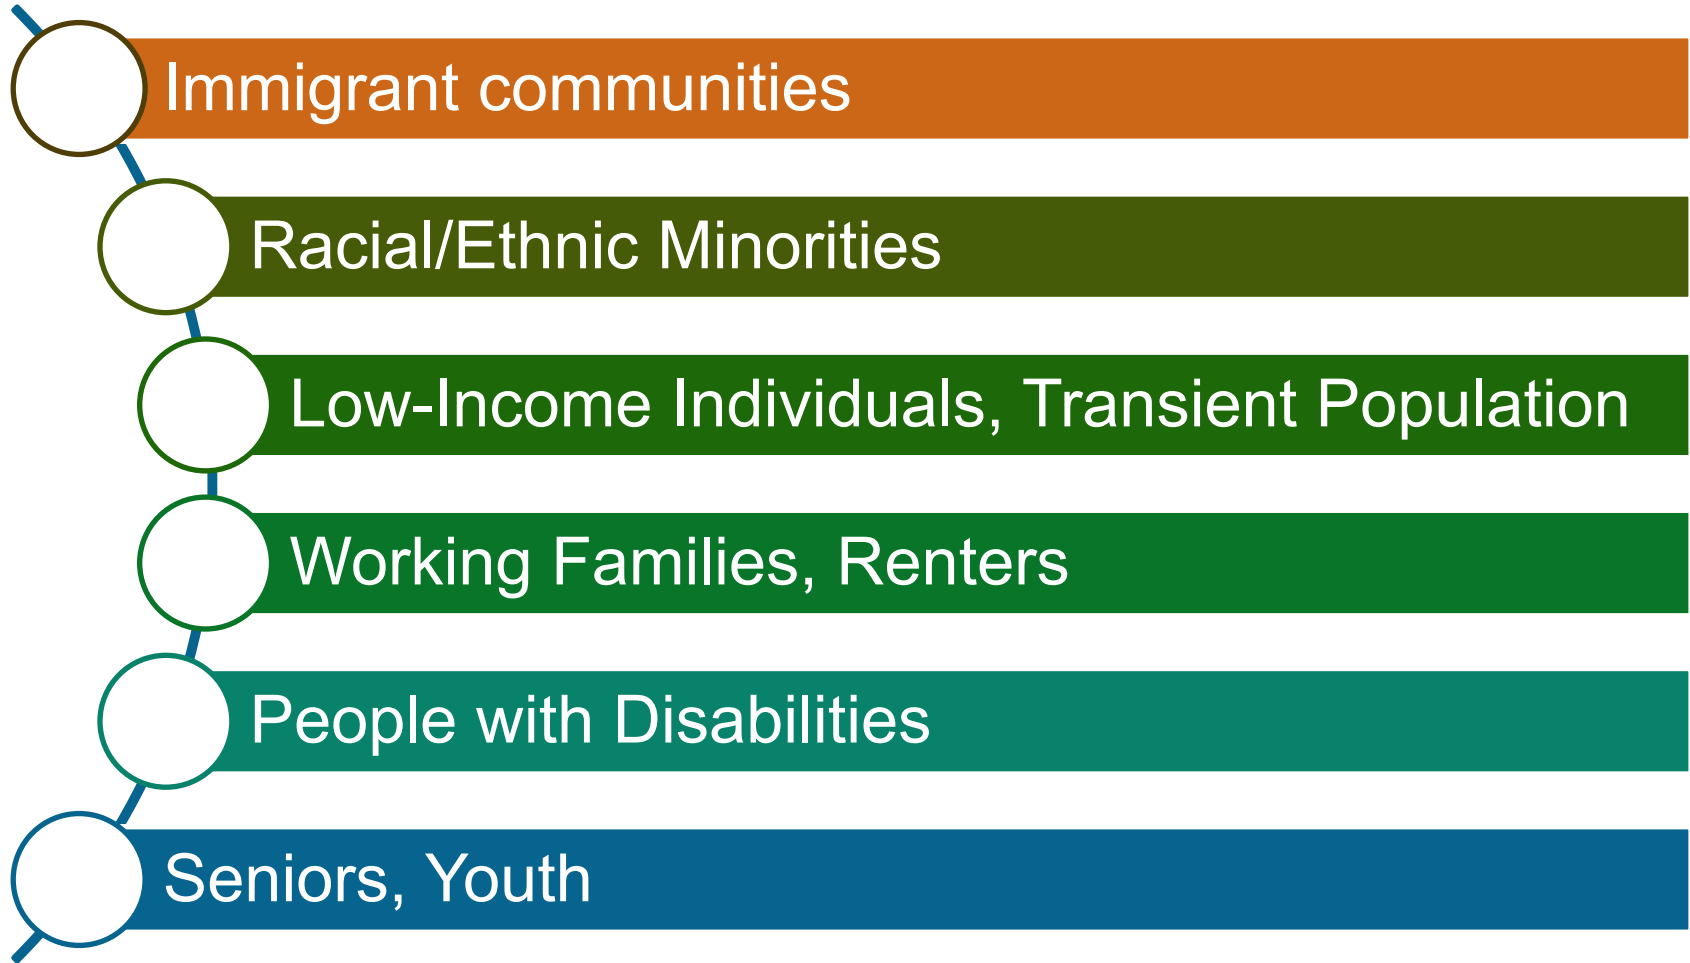 Immigrant communities
Racial/Ethnic Minorities
Low-Income Individuals, Transient Population
Working Families, Renters
People with Disabilities
Seniors, Youth